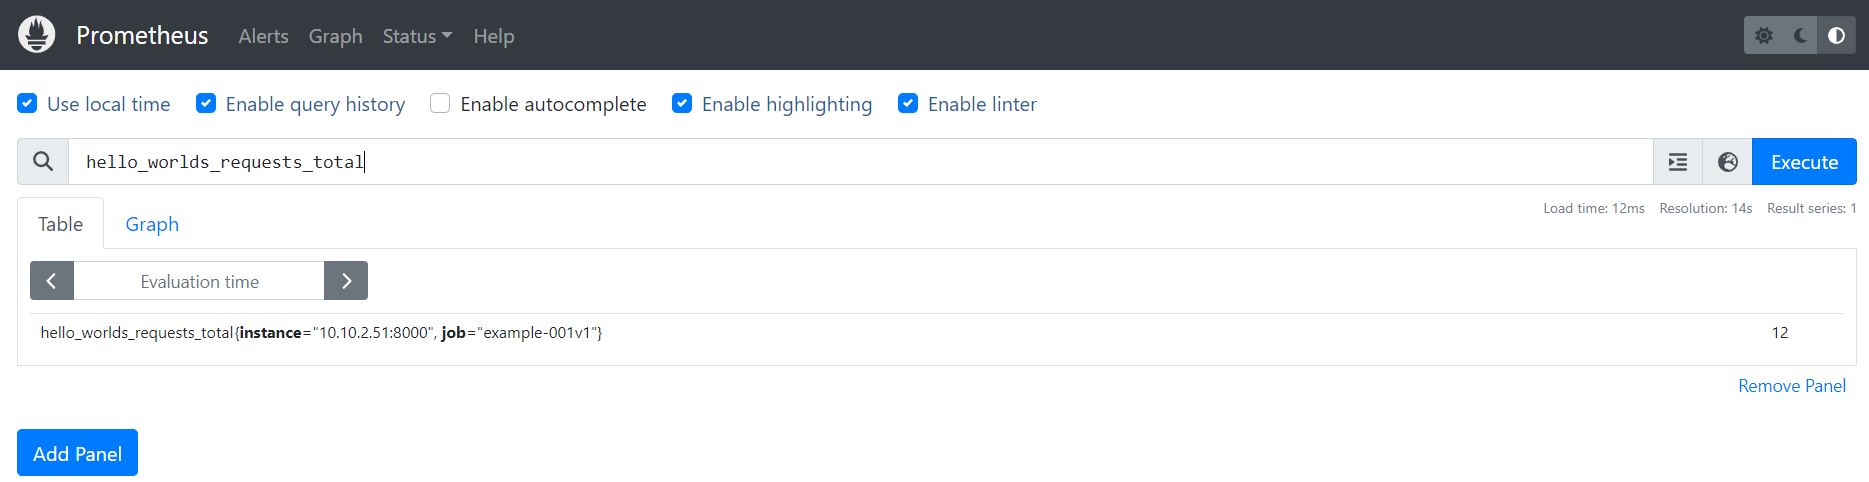 Prometheus Alerts Graph Status Help
Use local time Enable query history Enable autocomplete Enable highlighting Enable linter
hello_worlds_requests_total Execute
Table Graph Load time: 12ms Resolution: 14s Result series: 1
Evaluation time
hello_worlds_requests_total{instance="10.10.2.51:8000", job="example-001v1"} 12
Remove Panel
Add Panel